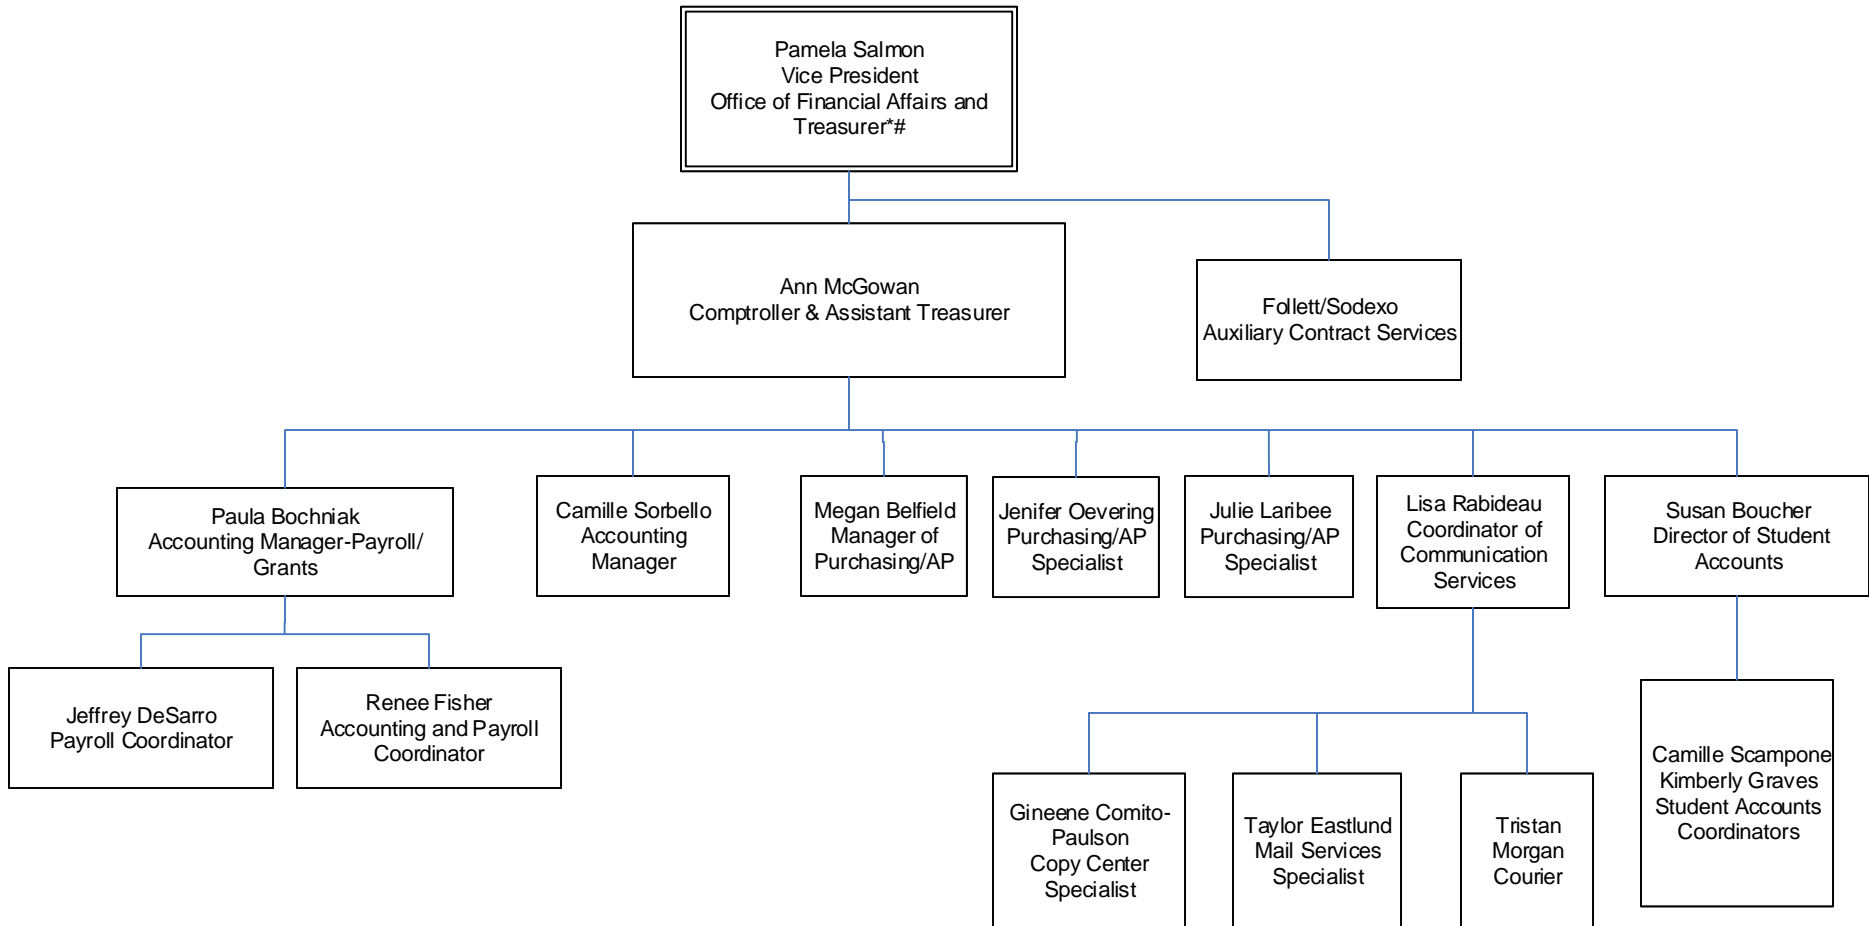 Pamela Salmon
Vice President
Office of Financial Affairs and
Treasurer*#
Ann McGowan
Comptroller & Assistant Treasurer
Follett/Sodexo
Auxiliary Contract Services
Paula Bochniak
Accounting Manager-Payroll/
Grants
Camille Sorbello
Accounting
Manager
Megan Belfield
Manager of
Purchasing/AP
Jenifer Oevering
Purchasing/AP
Specialist
Julie Laribee
Purchasing/AP
Specialist
Lisa Rabideau
Coordinator of
Communication
Services
Susan Boucher
Director of Student
Accounts
Jeffrey DeSarro
Payroll Coordinator
Renee Fisher
Accounting and Payroll
Coordinator
Gineene Comito-
Paulson
Copy Center
Specialist
Taylor Eastlund
Mail Services
Specialist
Tristan
Morgan
Courier
Camille Scampone
Kimberly Graves
Student Accounts
Coordinators